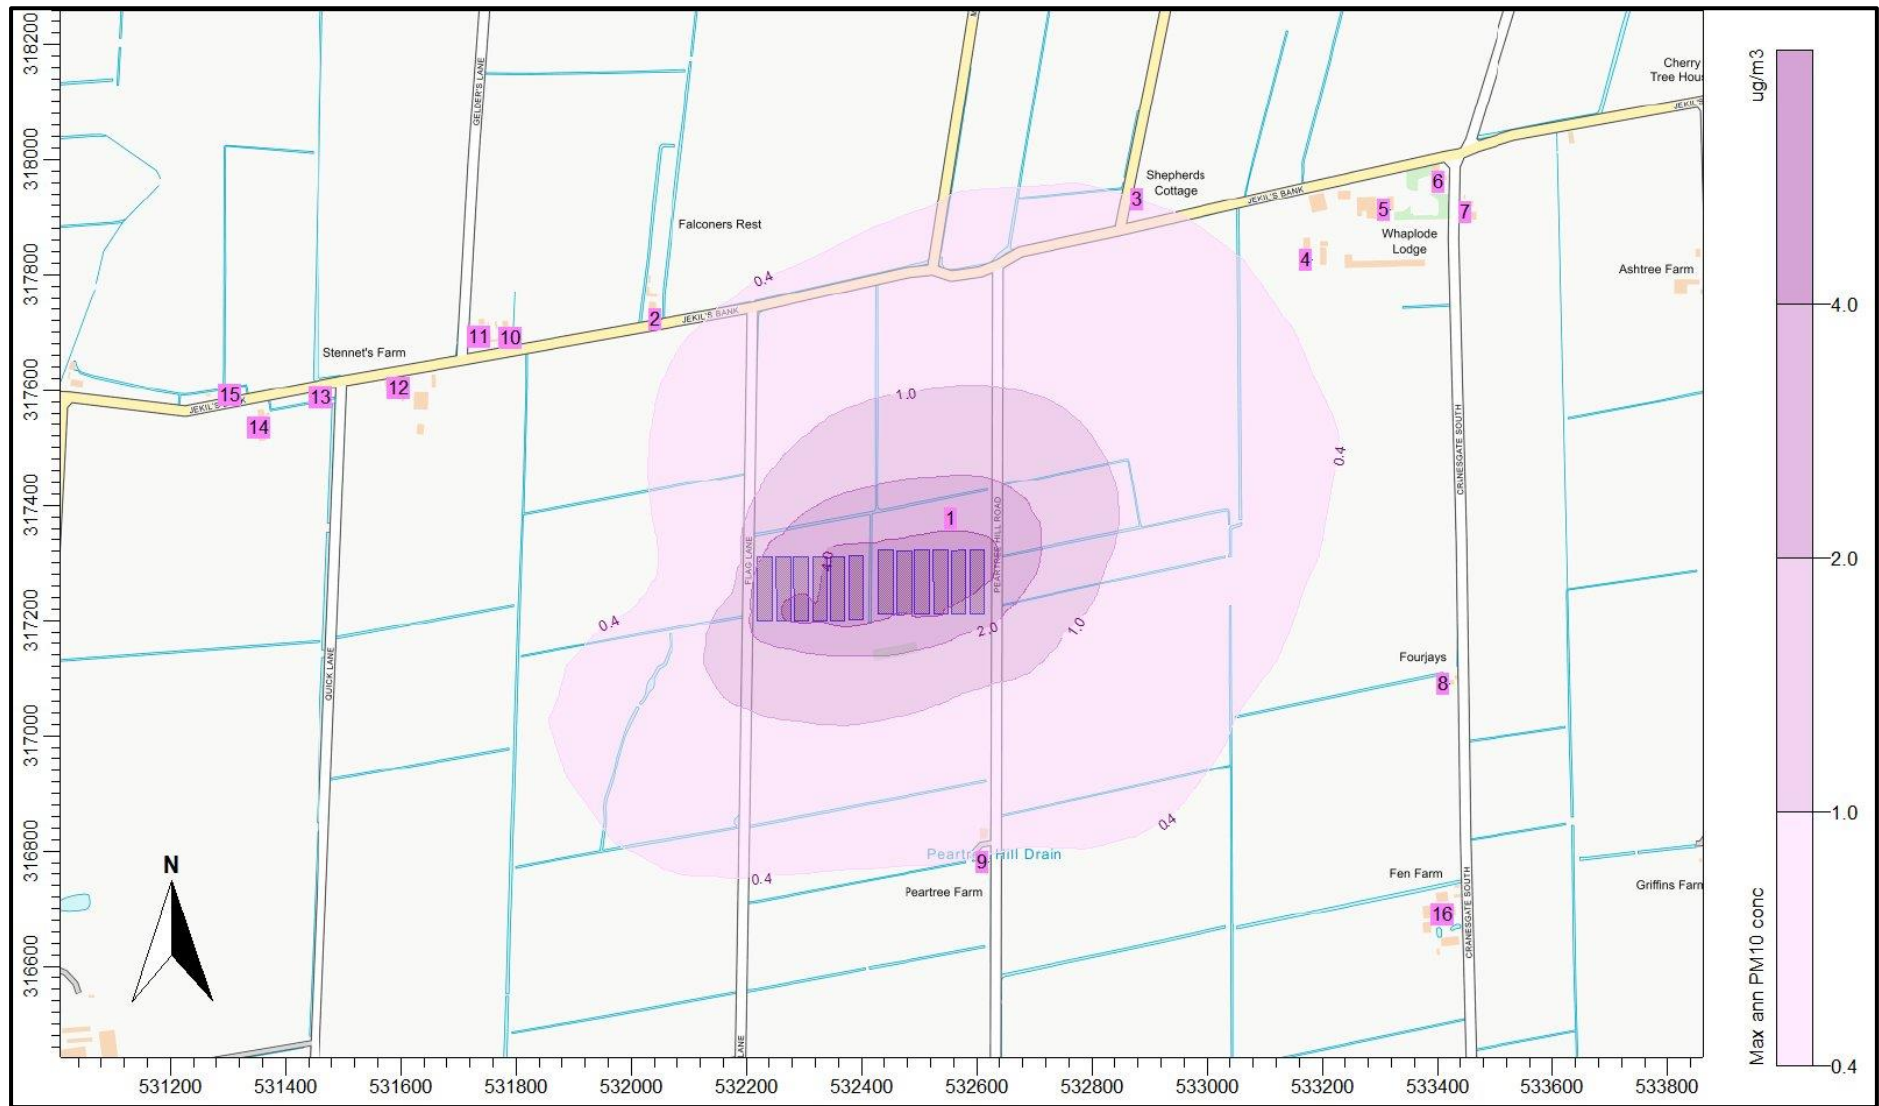 318200
318000
317800
317600
317400
317200
317000
316800
316600
531200
531400
531600
531800
532000
532200
532400
532600
532800
533000
533200
533400
533600
533800
GELDER'S LANE
M
Cherry
Tree Hou
JEKIL'S
Shepherds
Cottage
3
JEKIL'S BANK
6
5
7
Whaplode
Lodge
4
Falconers Rest
Ashtree Farm
0.4
2
JEKIL'S BANK
11
10
Stennet's Farm
12
15
13
JEKIL'S BANK
14
1.0
0.4
CRANESGATE SOUTH
1
FLAG LANE
4.0
PEARTREE HILL ROAD
0.4
2.0
1.0
QUICK LANE
Fourjays
8
0.4
N
Peartree Hill Drain
9
0.4
Peartree Farm
Fen Farm
Griffins Farm
16
CRANESGATE SOUTH
LANE
ug/m3
4.0
2.0
1.0
0.4
Max ann PM10 conc